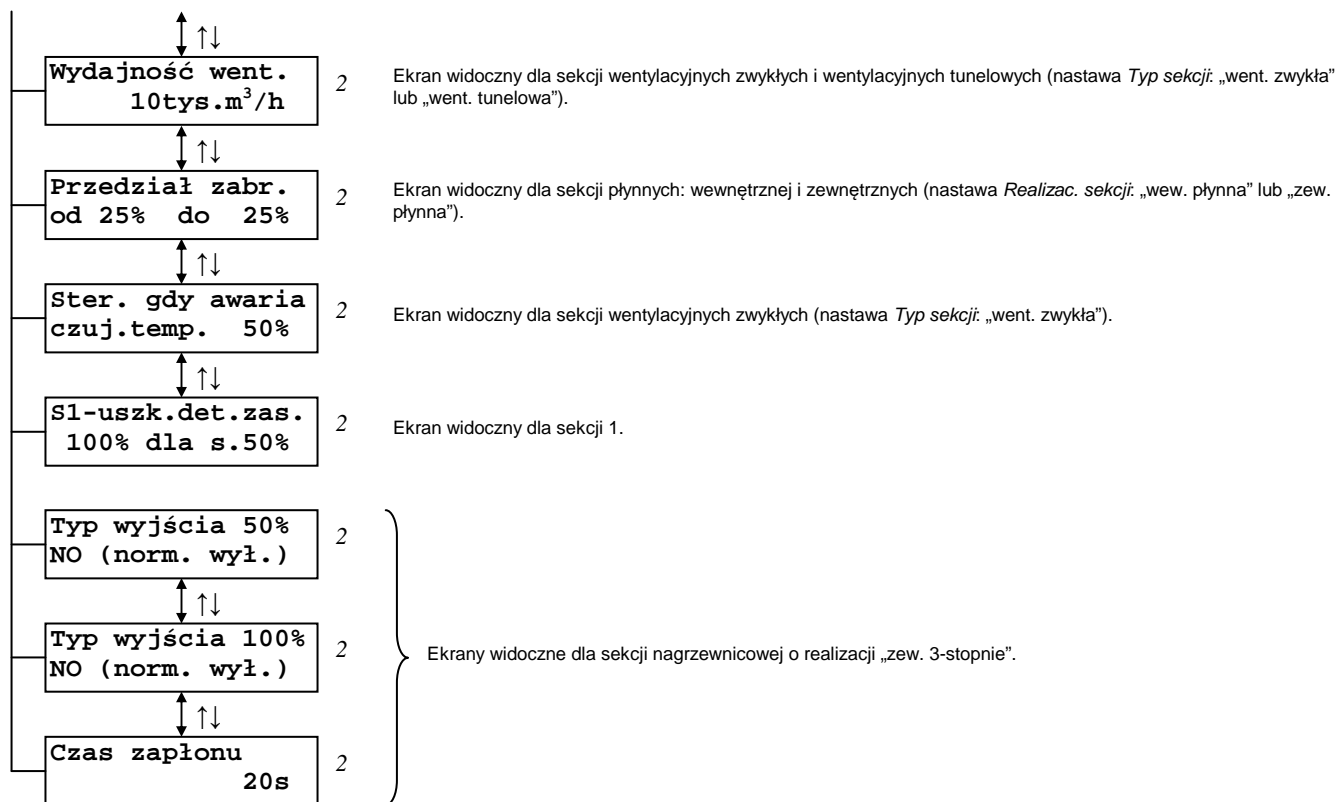 ↑↓
Wydajność went.
10tys.m³/h
2
Ekran widoczny dla sekcji wentylacyjnych zwykłych i wentylacyjnych tunelowych (nastawa Typ sekcji: „went. zwykła”
lub „went. tunelowa”).
↑↓
Przedział zabr.
od 25% do 25%
2
Ekran widoczny dla sekcji płynnych: wewnętrznej i zewnętrznych (nastawa Realizac. sekcji: „wew. płynna” lub „zew.
płynna”).
↑↓
Ster. gdy awaria
czuj.temp. 50%
2
Ekran widoczny dla sekcji wentylacyjnych zwykłych (nastawa Typ sekcji: „went. zwykła”).
↑↓
S1-uszk.det.zas.
100% dla s.50%
2
Ekran widoczny dla sekcji 1.
Typ wyjścia 50%
NO (norm. wył.)
2
↑↓
Typ wyjścia 100%
NO (norm. wył.)
2
Ekrany widoczne dla sekcji nagrzewnicowej o realizacji „zew. 3-stopnie”.
↑↓
Czas zapłonu
20s
2